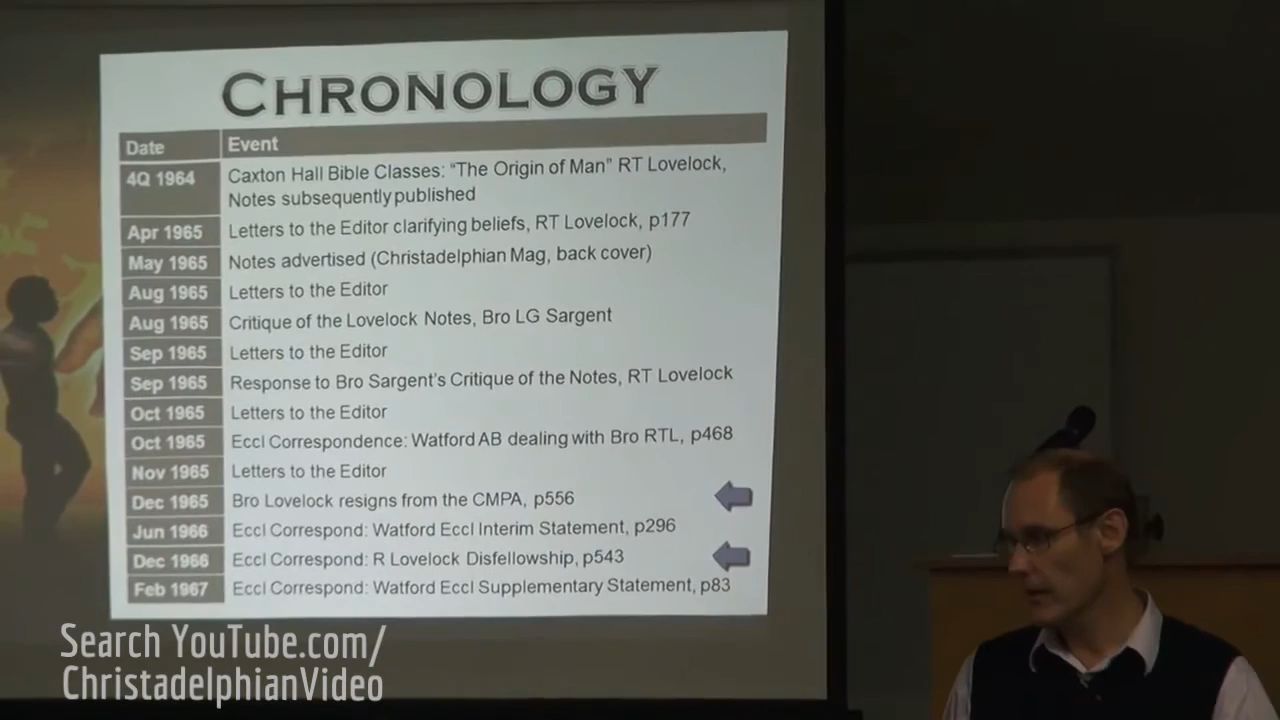 CHRONOLOGY
Date Event
4Q 1964 Caxton Hall Bible Classes: “The Origin of Man” RT Lovelock,
Notes subsequently published
Apr 1965 Letters to the Editor clarifying beliefs, RT Lovelock, p177
May 1965 Notes advertised (Christadelphian Mag, back cover)
Aug 1965 Letters to the Editor
Aug 1965 Critique of the Lovelock Notes, Bro LG Sargent
Sep 1965 Letters to the Editor
Sep 1965 Response to Bro Sargent's Critique of the Notes, RT Lovelock
Oct 1965 Letters to the Editor
Oct 1965 Eccl Correspondence: Watford AB dealing with Bro RTL, p468
Nov 1965 Letters to the Editor
Dec 1965 Bro Lovelock resigns from the CMPA, p556
Jun 1966 Eccl Correspond: Watford Eccl Interim Statement, p296
Dec 1966 Eccl Correspond: R Lovelock Disfellowship, p543
Feb 1967 Eccl Correspond: Watford Eccl Supplementary Statement, p83
Search YouTube.com/
ChristadelphianVideo